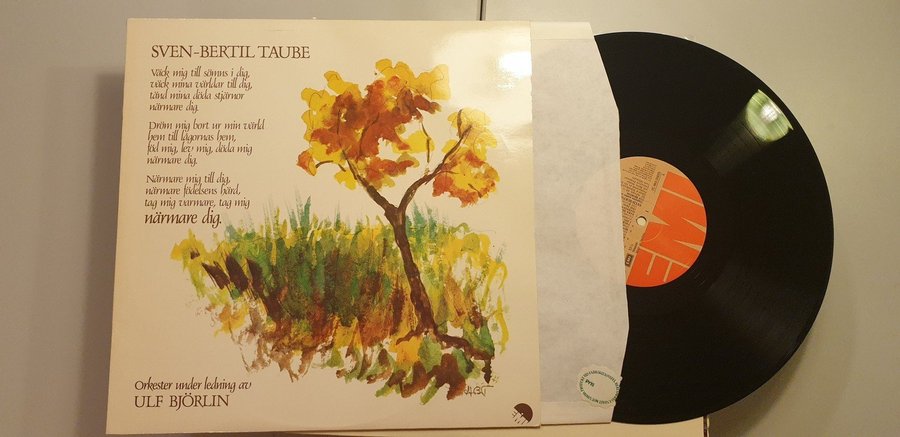 SVEN-BERTIL TAUBE
Väck mig till sömns i dig,
väck mina världar till dig,
tänd mina döda stjärnor
närmare dig.
Dröm mig bort ur min värld
hem till lågornas hem,
föd mig, lev mig, döda mig
närmare dig.
Närmare mig till dig,
närmare födelsens härd,
tag mig varmare, tag mig
närmare dig.
Orkester under ledning av
ULF BJÖRLIN
EMI